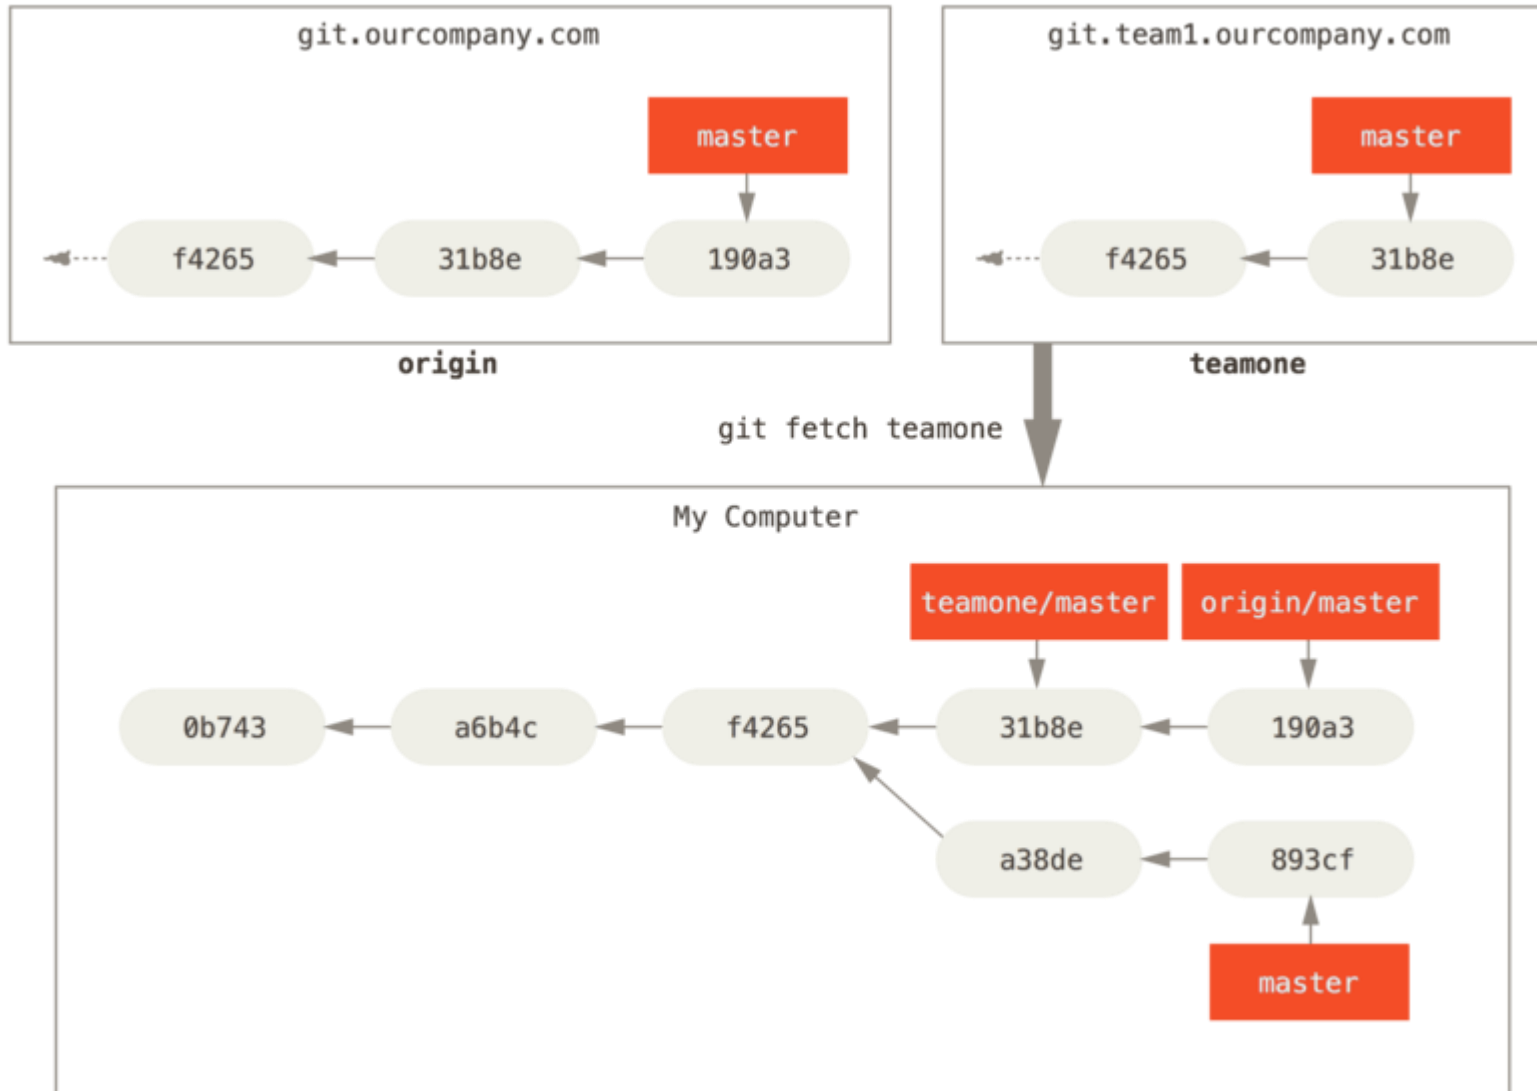 git.ourcompany.com
master
f4265
31b8e
190a3
origin
git.team1.ourcompany.com
master
f4265
31b8e
teamone
git fetch teamone
My Computer
teamone/master
origin/master
0b743
a6b4c
f4265
31b8e
190a3
a38de
893cf
master